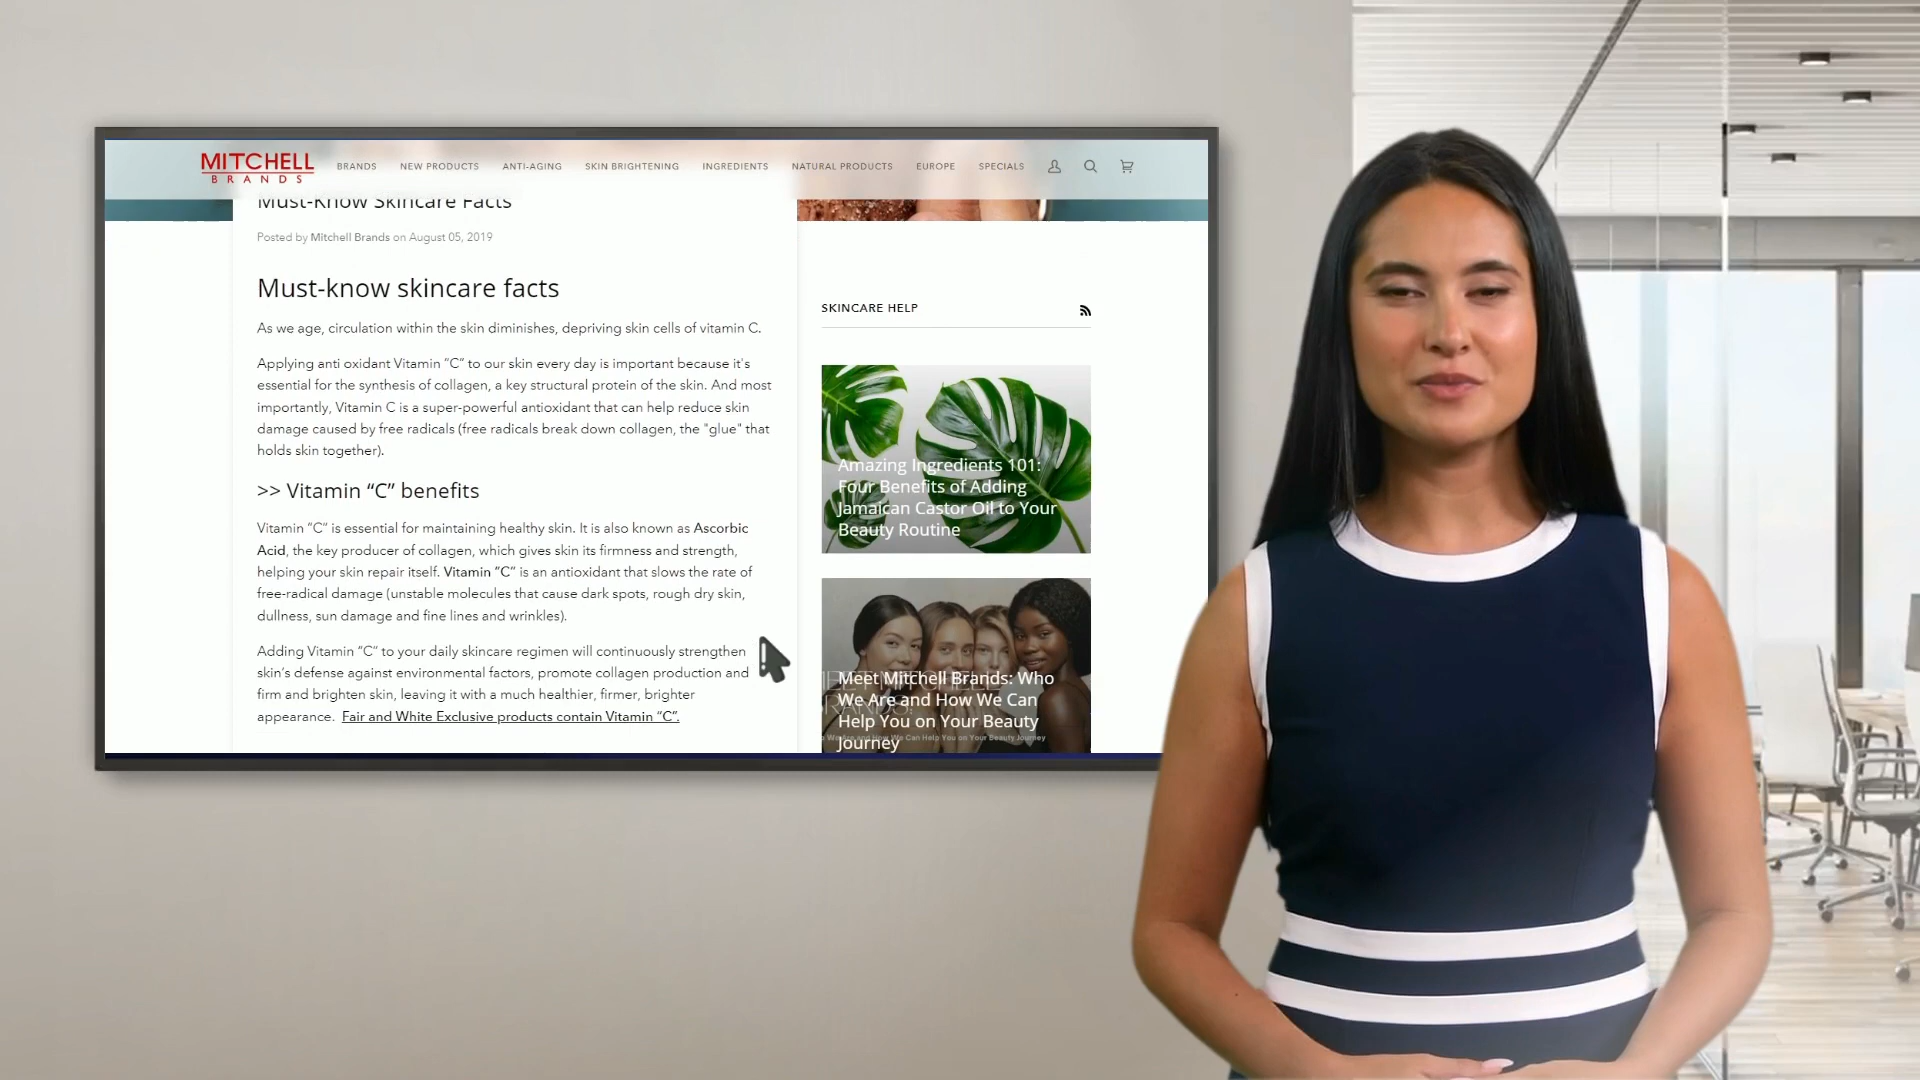 MITCHELL
BRANDS
BRANDS NEW PRODUCTS ANTI-AGING SKIN BRIGHTENING INGREDIENTS NATURAL PRODUCTS EUROPE SPECIALS
Must-Know Skincare Facts
Posted by Mitchell Brands on August 05, 2019
Must-know skincare facts
As we age, circulation within the skin diminishes, depriving skin cells of vitamin C.
Applying anti oxidant Vitamin “C” to our skin every day is important because it's
essential for the synthesis of collagen, a key structural protein of the skin. And most
importantly, Vitamin C is a super-powerful antioxidant that can help reduce skin
damage caused by free radicals (free radicals break down collagen, the "glue" that
holds skin together).
>> Vitamin “C” benefits
Vitamin “C” is essential for maintaining healthy skin. It is also known as Ascorbic
Acid, the key producer of collagen, which gives skin its firmness and strength,
helping your skin repair itself. Vitamin “C” is an antioxidant that slows the rate of
free-radical damage (unstable molecules that cause dark spots, rough dry skin,
dullness, sun damage and fine lines and wrinkles).
Adding Vitamin “C” to your daily skincare regimen will continuously strengthen
skin’s defense against environmental factors, promote collagen production and
firm and brighten skin, leaving it with a much healthier, firmer, brighter
appearance. Fair and White Exclusive products contain Vitamin “C”.
SKINCARE HELP
Amazing Ingredients 101:
Four Benefits of Adding
Jamaican Castor Oil to Your
Beauty Routine
Meet Mitchell Brands: Who
We Are and How We Can
Help You on Your Beauty
Journey
We Are and How We Can Help You on Your Beauty Journey